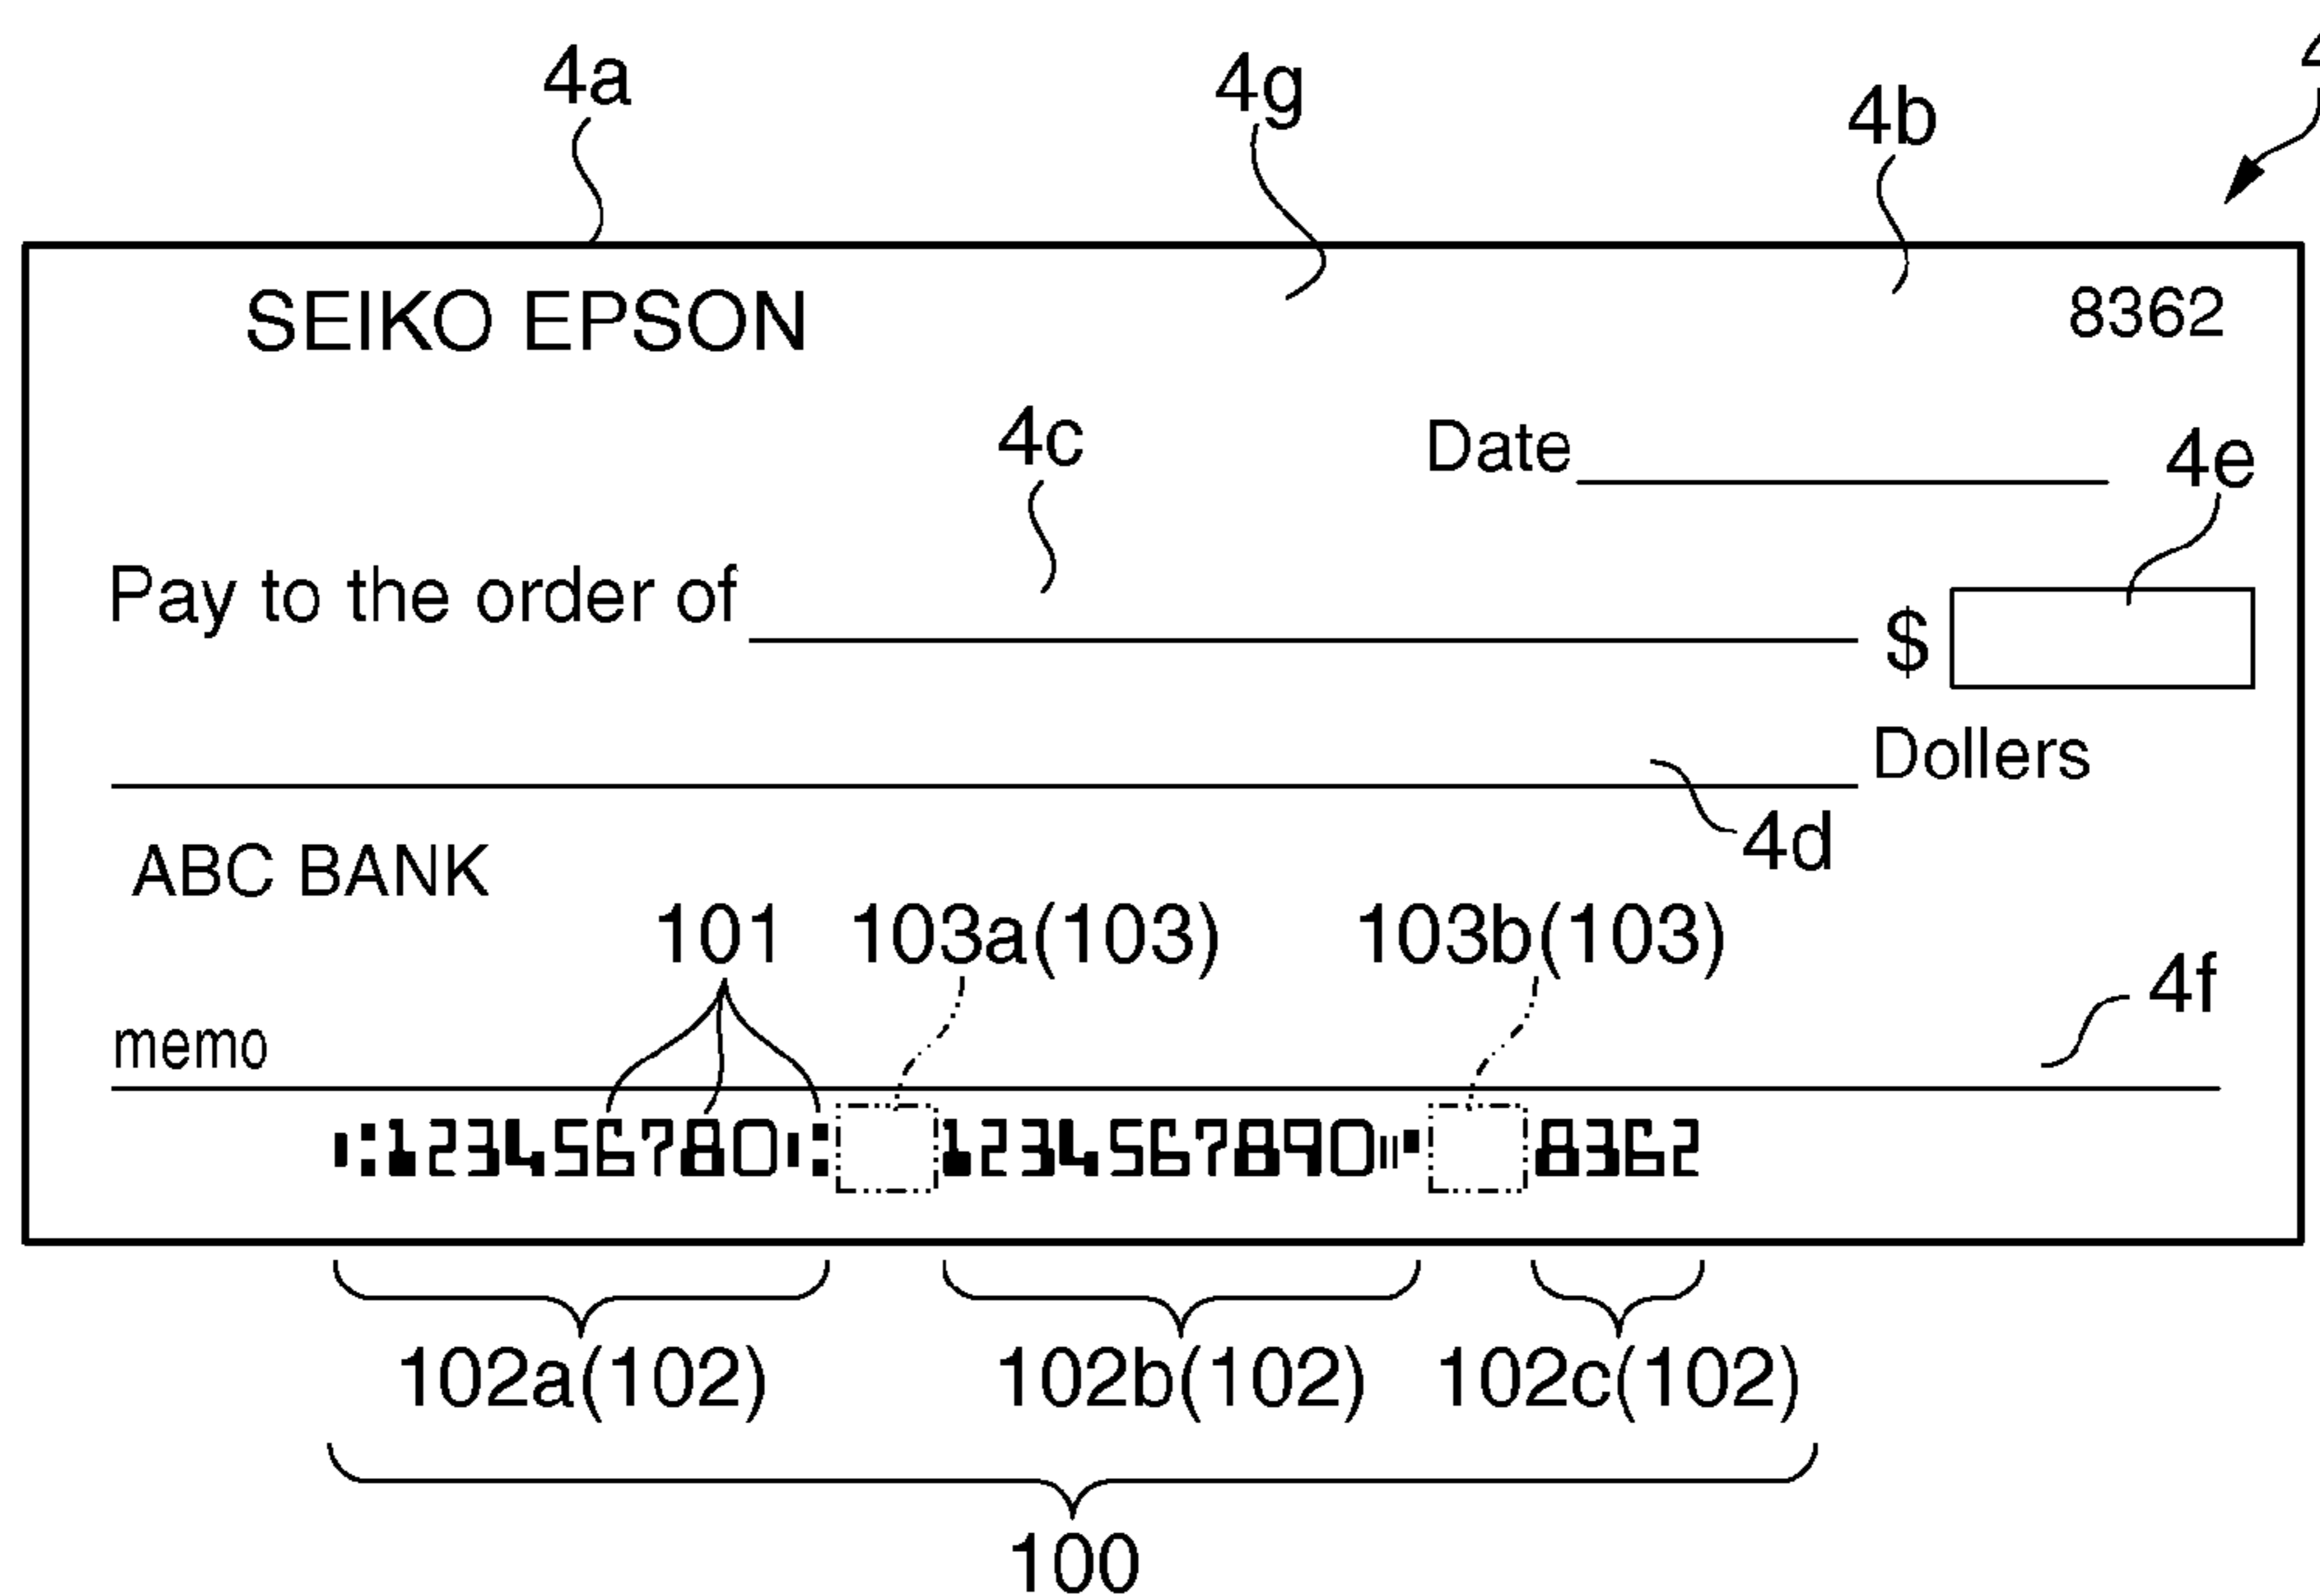 4
4a 4g 4b
SEIKO EPSON 8362
4c Date 4e
Pay to the order of $
Dollers
4d
ABC BANK
101 103a(103) 103b(103)
4f
memo
⑆123456780⑆ 1234567890⑈ 8362
102a(102) 102b(102) 102c(102)
100